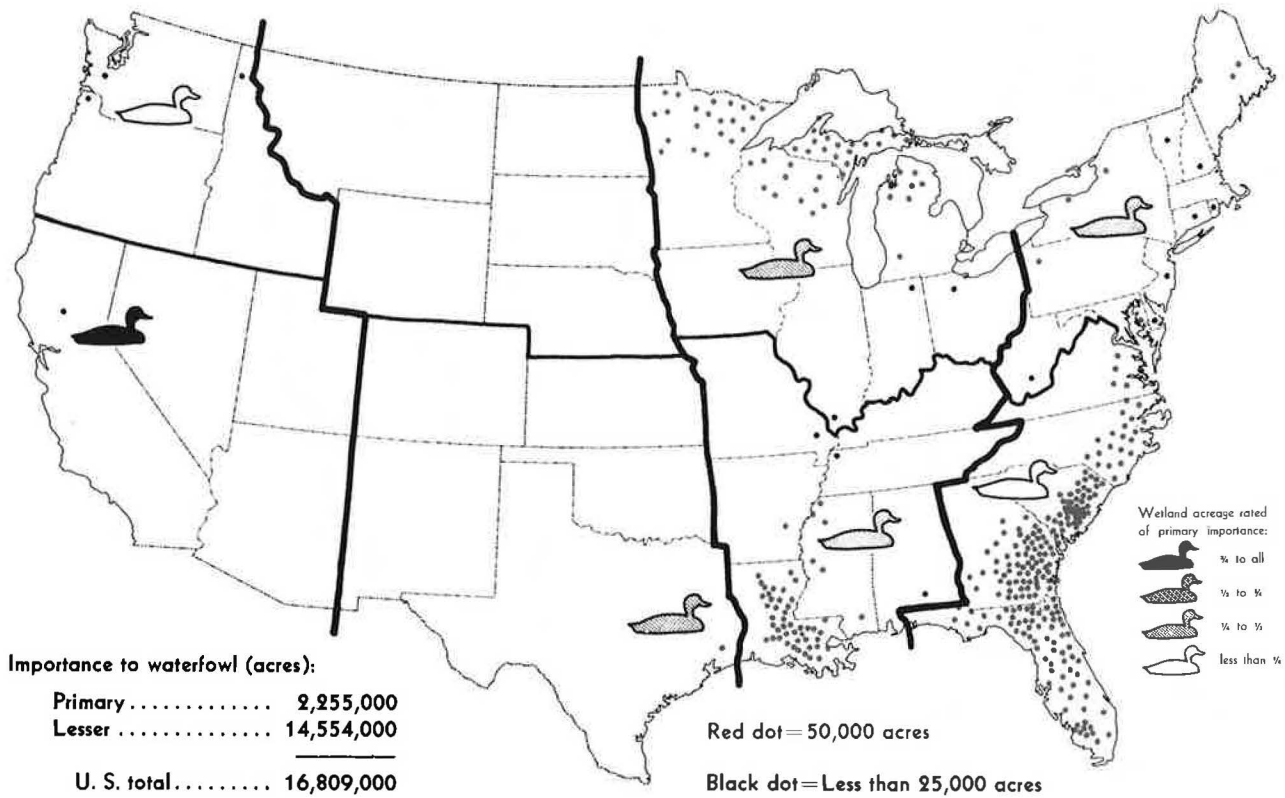 Wetland acreage rated
of primary importance:
¾ to all
½ to ¾
¼ to ½
less than ¼
Importance to waterfowl (acres):
Primary ............ 2,255,000
Lesser .............. 14,554,000
U. S. total ......... 16,809,000
Red dot = 50,000 acres
Black dot = Less than 25,000 acres